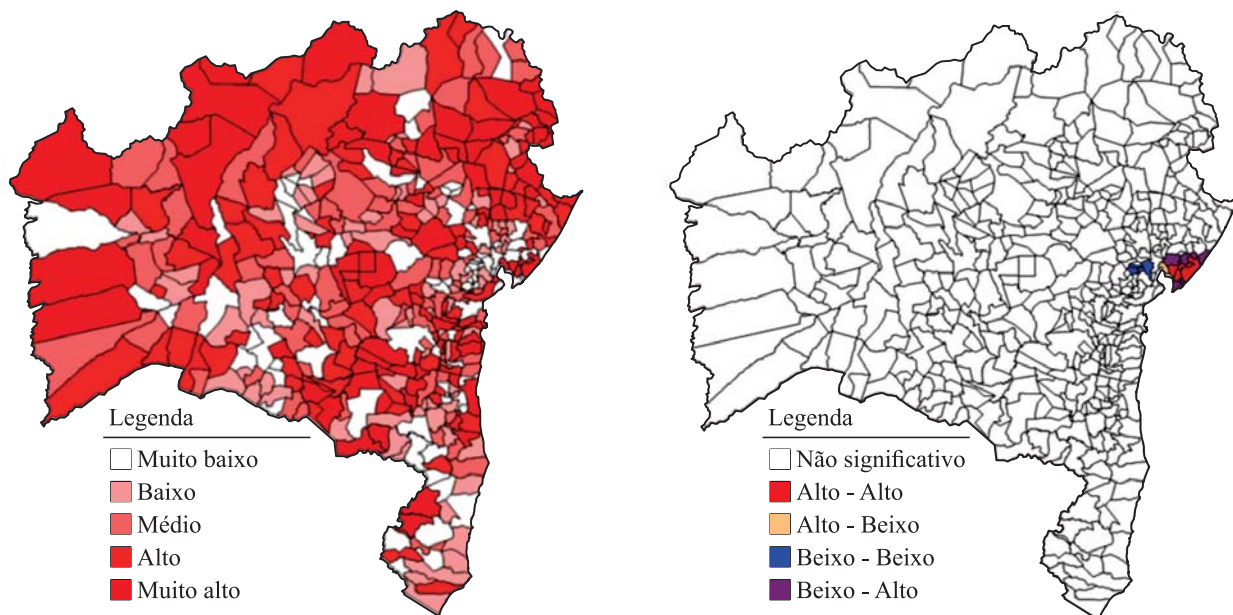 Legenda
Muito baixo
Baixo
Médio
Alto
Muito alto
Legenda
Não significativo
Alto - Alto
Alto - Beixo
Beixo - Beixo
Beixo - Alto